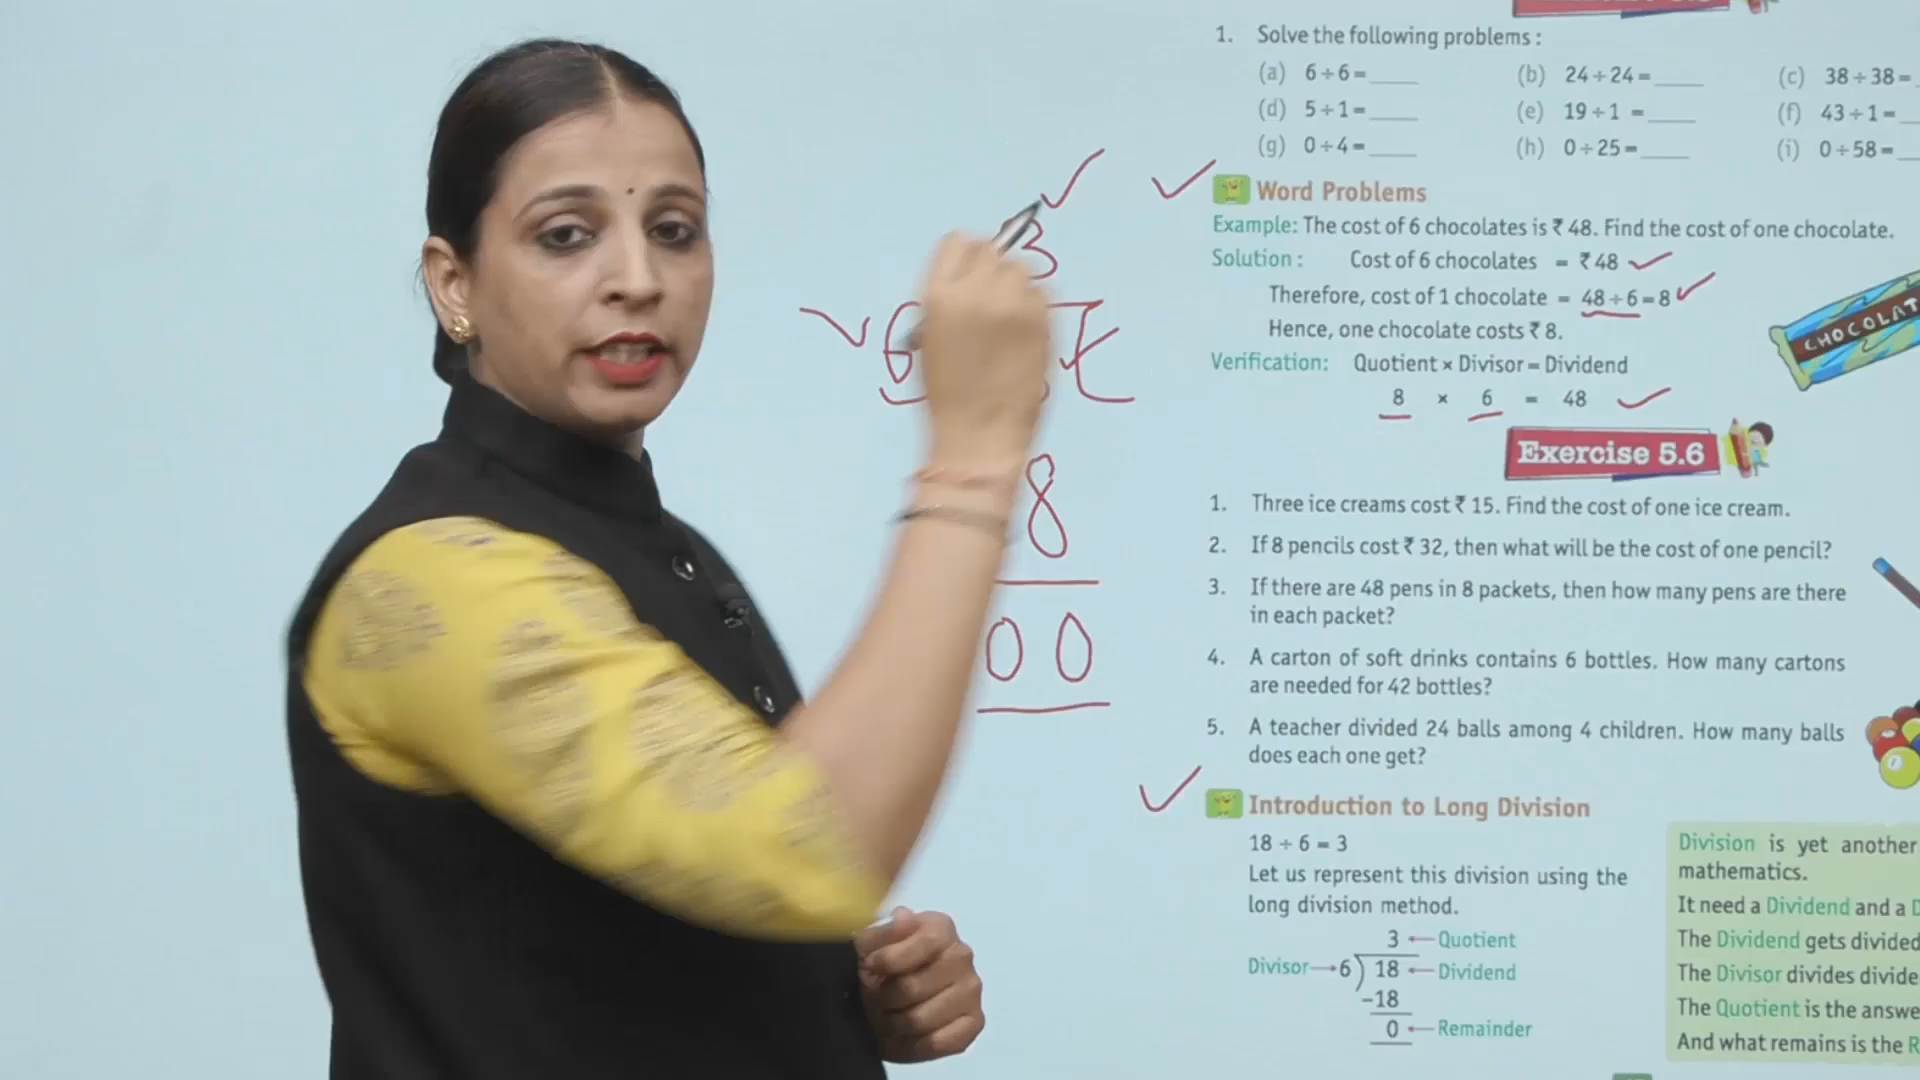 1. Solve the following problems :
(a) 6 ÷ 6 = ____ (b) 24 ÷ 24 = ____ (c) 38 ÷ 38 =
(d) 5 ÷ 1 = ____ (e) 19 ÷ 1 = ____ (f) 43 ÷ 1 =
(g) 0 ÷ 4 = ____ (h) 0 ÷ 25 = ____ (i) 0 ÷ 58 =
Word Problems
Example: The cost of 6 chocolates is ₹ 48. Find the cost of one chocolate.
Solution : Cost of 6 chocolates = ₹ 48
Therefore, cost of 1 chocolate = 48 ÷ 6 = 8
Hence, one chocolate costs ₹ 8.
Verification: Quotient × Divisor = Dividend
8 × 6 = 48
Exercise 5.6
1. Three ice creams cost ₹ 15. Find the cost of one ice cream.
2. If 8 pencils cost ₹ 32, then what will be the cost of one pencil?
3. If there are 48 pens in 8 packets, then how many pens are there
in each packet?
4. A carton of soft drinks contains 6 bottles. How many cartons
are needed for 42 bottles?
5. A teacher divided 24 balls among 4 children. How many balls
does each one get?
Introduction to Long Division
18 ÷ 6 = 3
Let us represent this division using the
long division method.
3 Quotient
Divisor 6 18 Dividend
-18
0 Remainder
Division is yet another
mathematics.
It need a Dividend and a D
The Dividend gets divided
The Divisor divides divide
The Quotient is the answe
And what remains is the R
CHOCOLAT
3
6
8
00